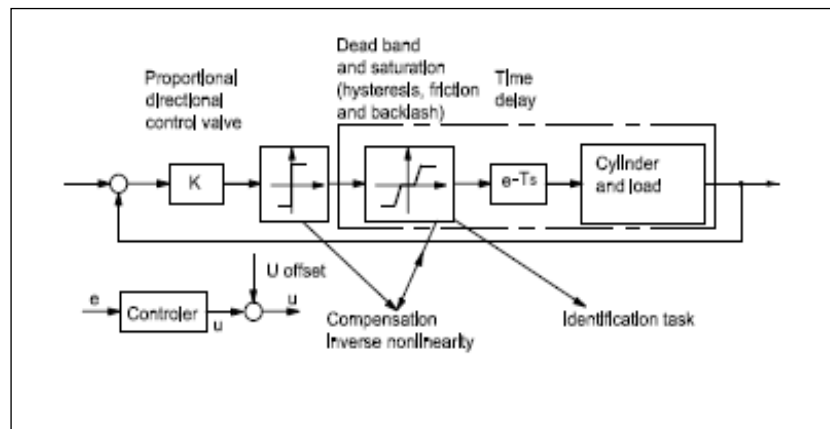 Dead band
and saturation
(hysteresis, friction
and backlash)
Time
delay
Proportional
directional
control valve
K
e-Ts
Cylinder
and load
U offset
e
Controler
u
u
Compensation
inverse nonlinearity
Identification task